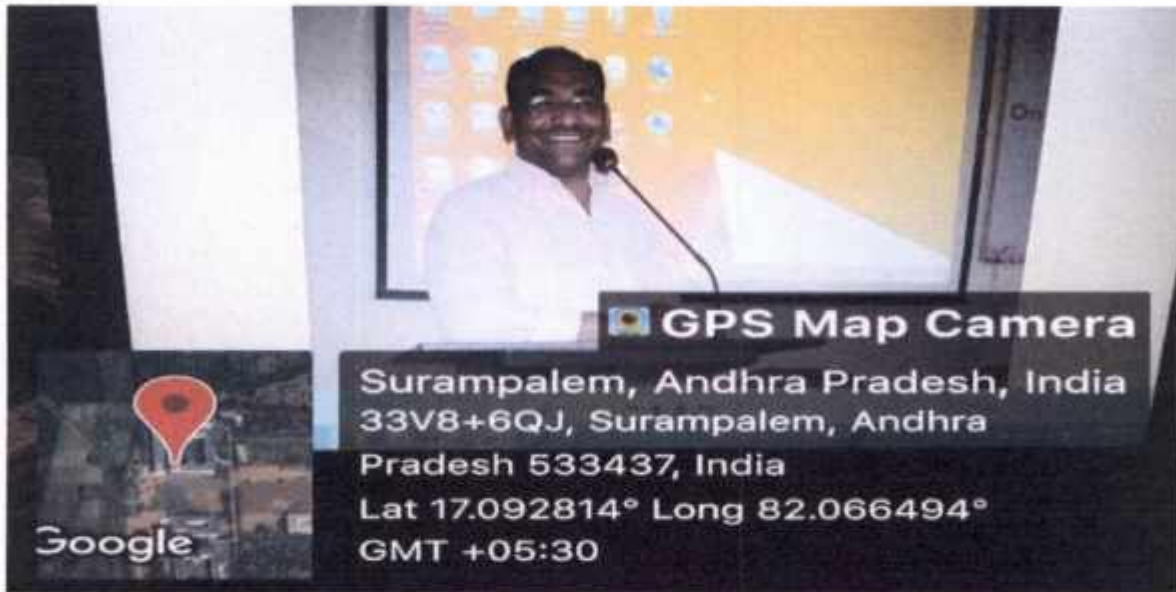 On
GPS Map Camera
Surampalem, Andhra Pradesh, India
33V8+6QJ, Surampalem, Andhra
Pradesh 533437, India
Lat 17.092814° Long 82.066494°
GMT +05:30
Google